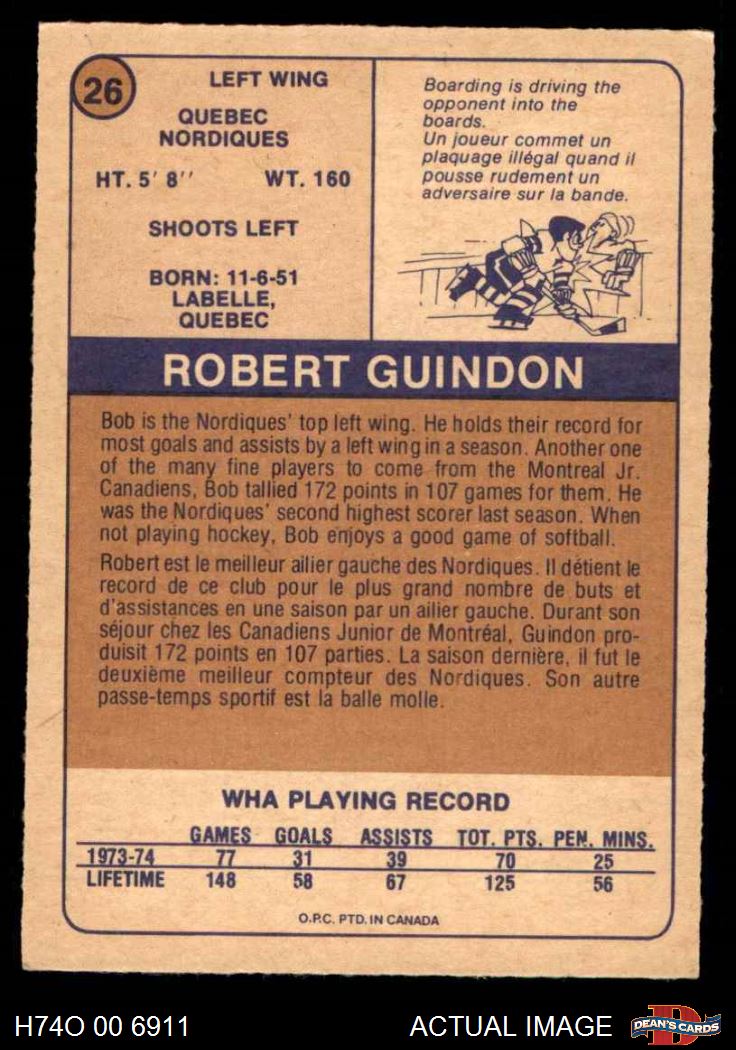 26
LEFT WING
QUEBEC
NORDIQUES
HT. 5' 8'' WT. 160
SHOOTS LEFT
BORN: 11-6-51
LABELLE,
QUEBEC
Boarding is driving the
opponent into the
boards.
Un joueur commet un
plaquage illégal quand il
pousse rudement un
adversaire sur la bande.
ROBERT GUINDON
Bob is the Nordiques' top left wing. He holds their record for
most goals and assists by a left wing in a season. Another one
of the many fine players to come from the Montreal Jr.
Canadiens, Bob tallied 172 points in 107 games for them. He
was the Nordiques' second highest scorer last season. When
not playing hockey, Bob enjoys a good game of softball.
Robert est le meilleur ailier gauche des Nordiques. Il détient le
record de ce club pour le plus grand nombre de buts et
d'assistances en une saison par un ailier gauche. Durant son
séjour chez les Canadiens Junior de Montréal, Guindon pro-
duisit 172 points en 107 parties. La saison dernière, il fut le
deuxième meilleur compteur des Nordiques. Son autre
passe-temps sportif est la balle molle.
WHA PLAYING RECORD
GAMES GOALS ASSISTS TOT. PTS. PEN. MINS.
1973-74 77 31 39 70 25
LIFETIME 148 58 67 125 56
O.P.C. PTD. IN CANADA
H74O 00 6911 ACTUAL IMAGE DEAN'S CARDS